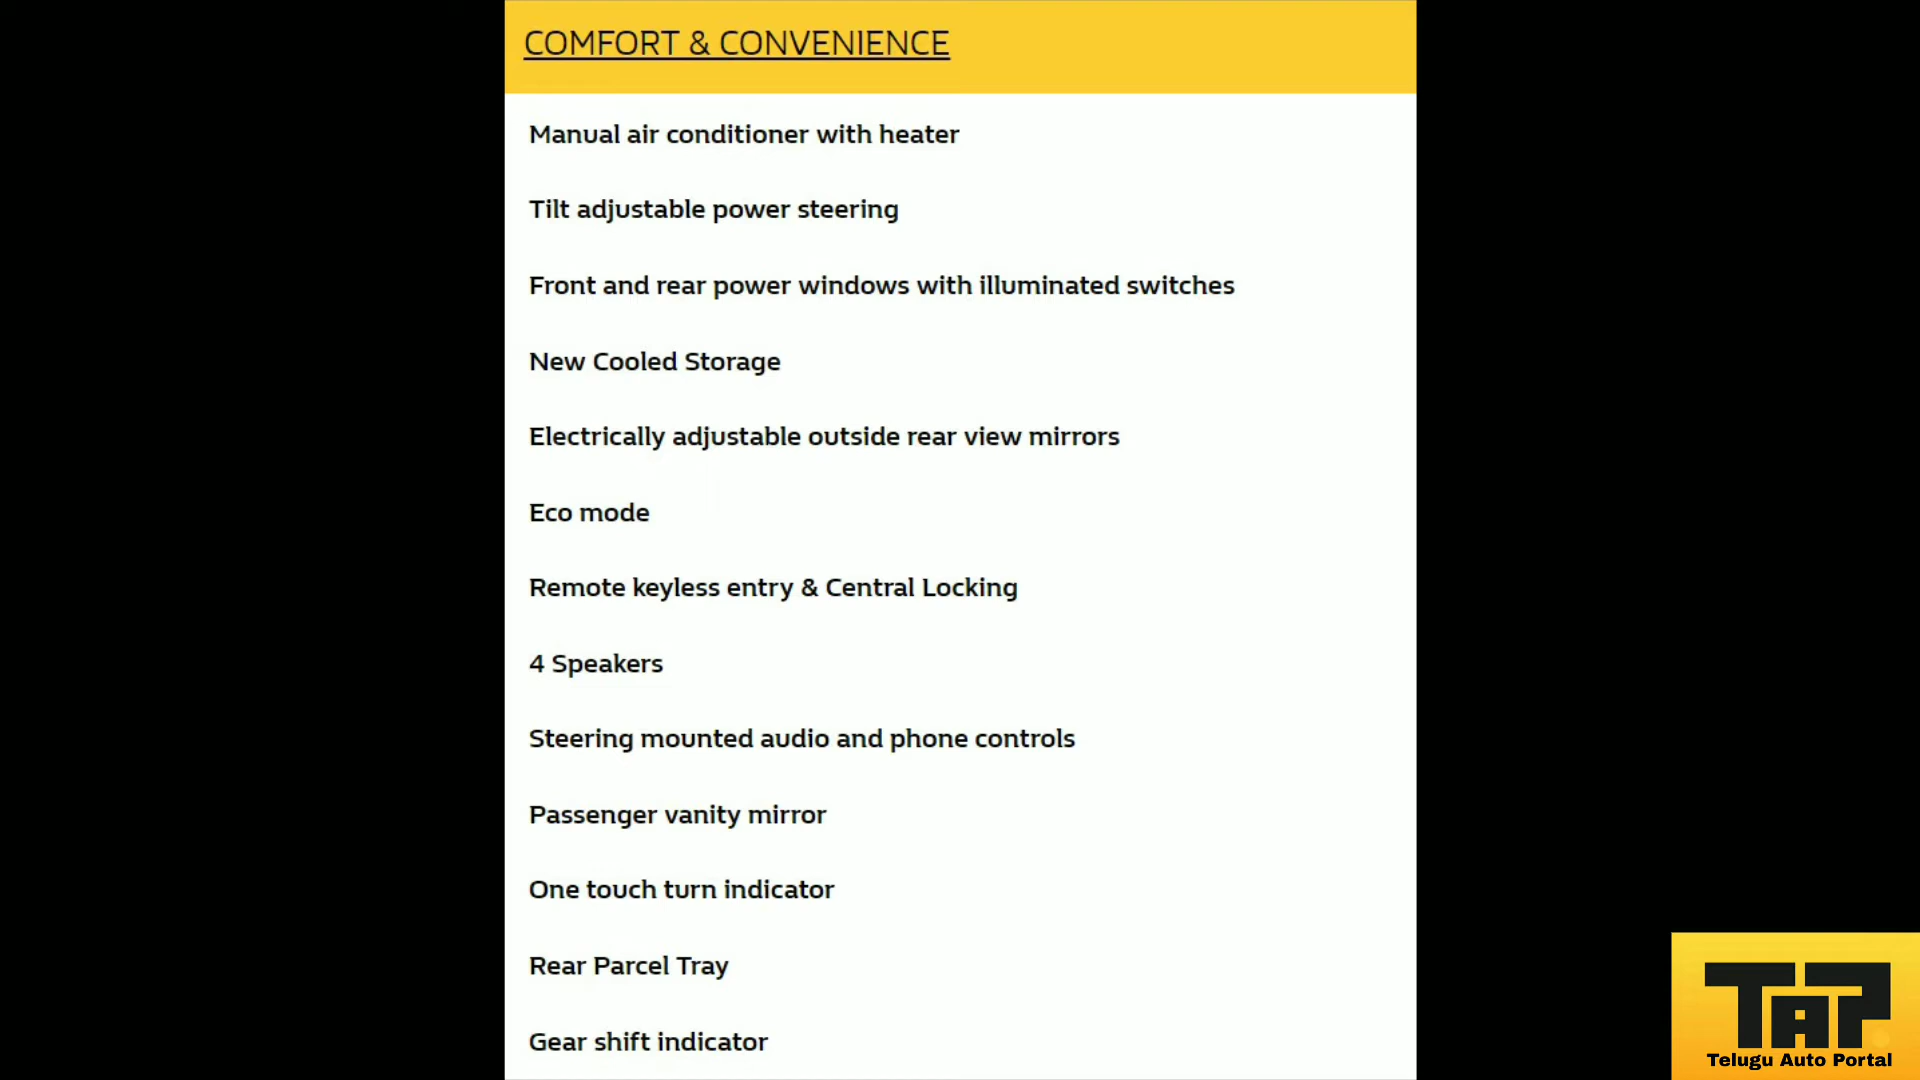 COMFORT & CONVENIENCE
Manual air conditioner with heater
Tilt adjustable power steering
Front and rear power windows with illuminated switches
New Cooled Storage
Electrically adjustable outside rear view mirrors
Eco mode
Remote keyless entry & Central Locking
4 Speakers
Steering mounted audio and phone controls
Passenger vanity mirror
One touch turn indicator
Rear Parcel Tray
Gear shift indicator
TAP
Telugu Auto Portal